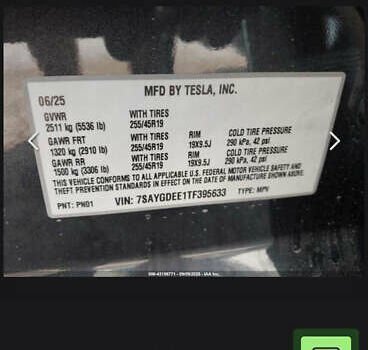 MFD BY TESLA, INC.
06/25
GVWR WITH TIRES
2511 kg (5536 lb) 255/45R19
GAWR FRT WITH TIRES RIM COLD TIRE PRESSURE
1320 kg (2910 lb) 255/45R19 19X9.5J 290 kPa, 42 psi
GAWR RR WITH TIRES RIM COLD TIRE PRESSURE
1500 kg (3306 lb) 255/45R19 19X9.5J 290 kPa, 42 psi
THIS VEHICLE CONFORMS TO ALL APPLICABLE U.S. FEDERAL MOTOR VEHICLE SAFETY AND
THEFT PREVENTION STANDARDS IN EFFECT ON THE DATE OF MANUFACTURE SHOWN ABOVE.
PNT: PN01 VIN: 7SAYGDEE1TF395633 TYPE: MPV